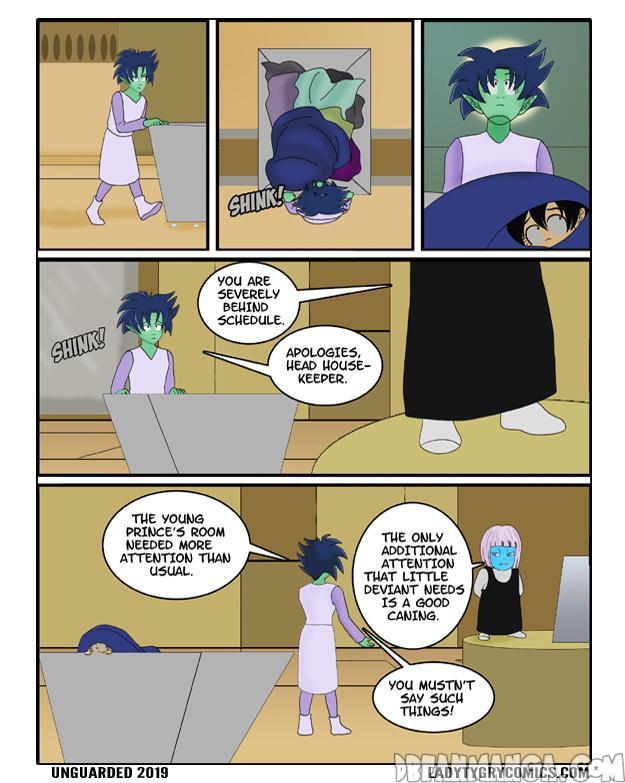 SHINK!
SHINK!
YOU ARE
SEVERELY
BEHIND
SCHEDULE.
APOLOGIES,
HEAD HOUSE-
KEEPER.
THE YOUNG
PRINCE'S ROOM
NEEDED MORE
ATTENTION THAN
USUAL.
THE ONLY
ADDITIONAL
ATTENTION
THAT LITTLE
DEVIANT NEEDS
IS A GOOD
CANING.
YOU MUSTN'T
SAY SUCH
THINGS!
UNGUARDED 2019
LADYTYGRYCOMICS.COM
DBFANMANGA.COM